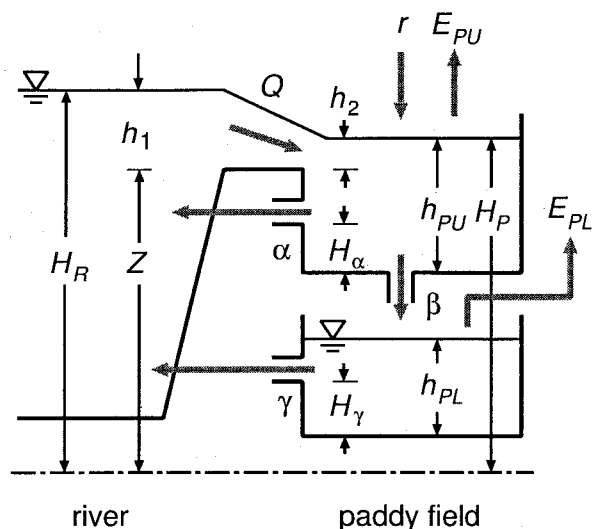 r E_PU
Q
h_2
h_1
E_PL
h_PU H_P
α H_α
H_R Z
β
h_PL
γ H_γ
river paddy field